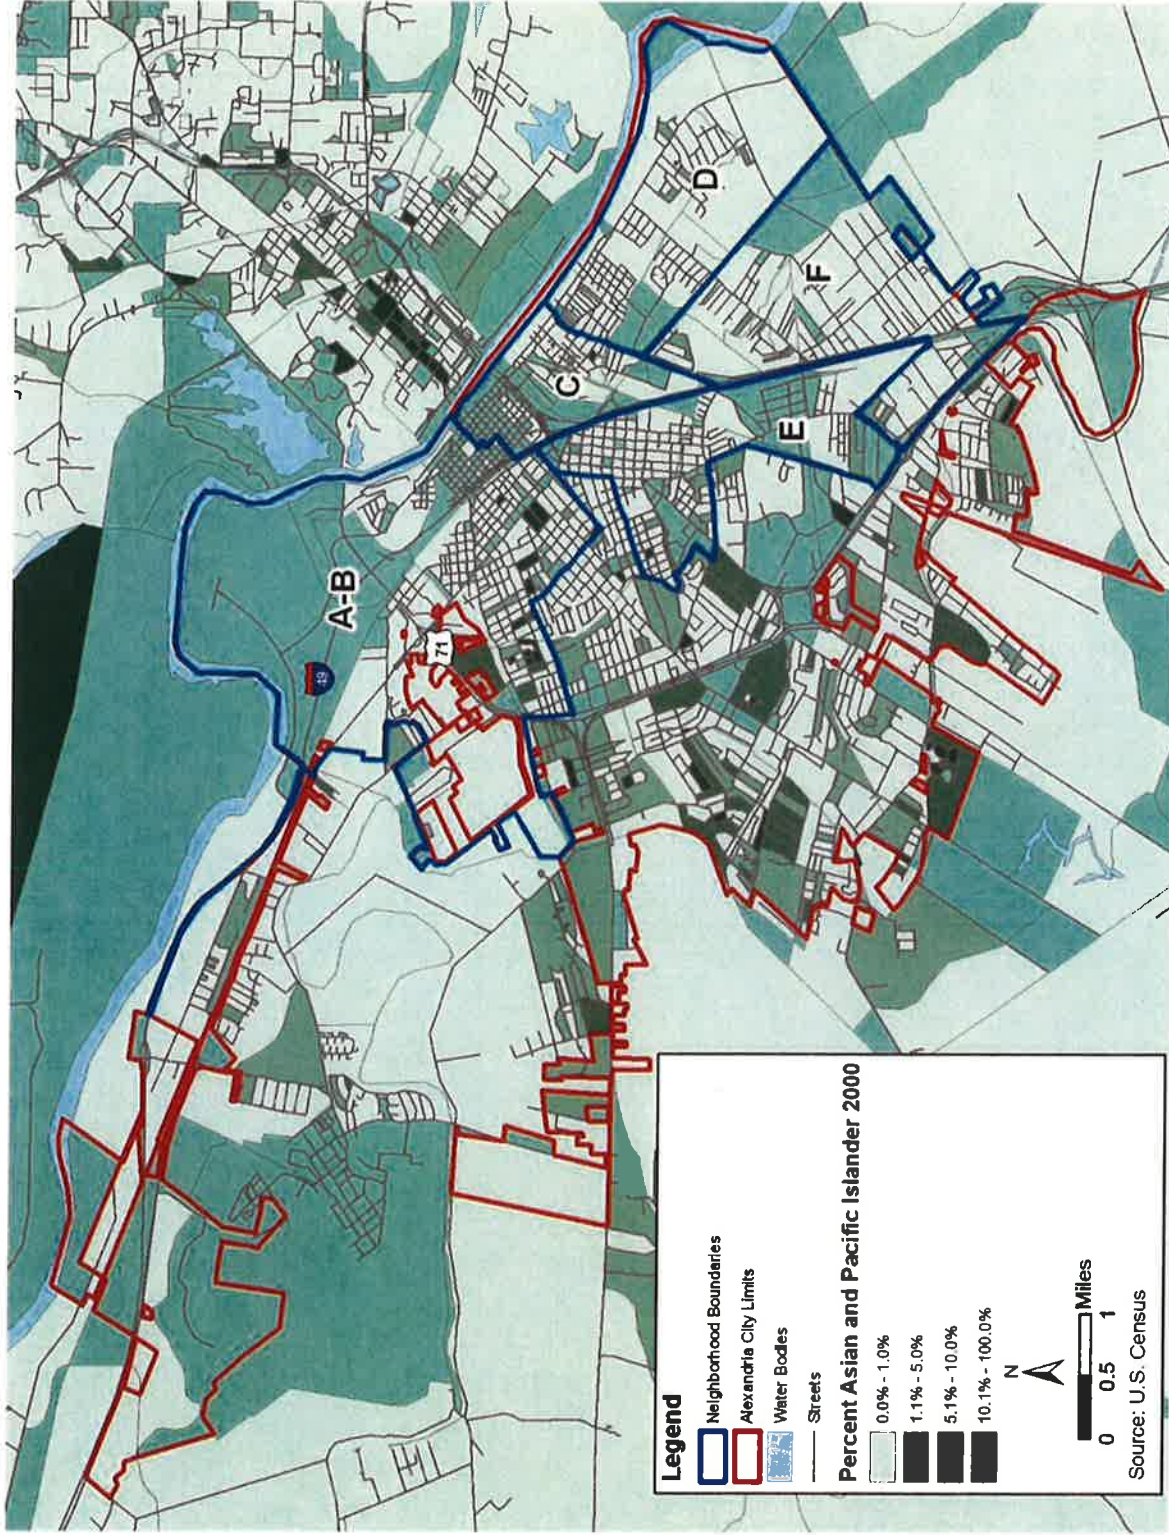 A-B
49
71
C
D
E
F
Legend
Neighborhood Boundaries
Alexandria City Limits
Water Bodies
Streets
Percent Asian and Pacific Islander 2000
0.0% - 1.0%
1.1% - 5.0%
5.1% - 10.0%
10.1% - 100.0%
N
0 0.5 1 Miles
Source: U.S. Census